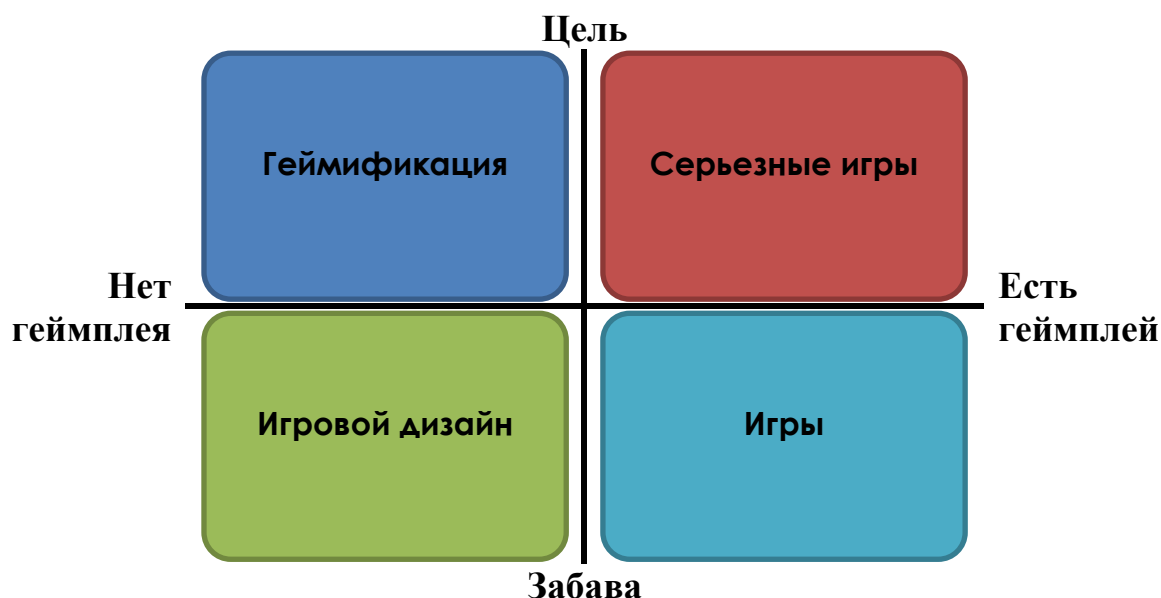 Цель
Геймификация
Серьезные игры
Нет
геймплея
Есть
геймплей
Игровой дизайн
Игры
Забава